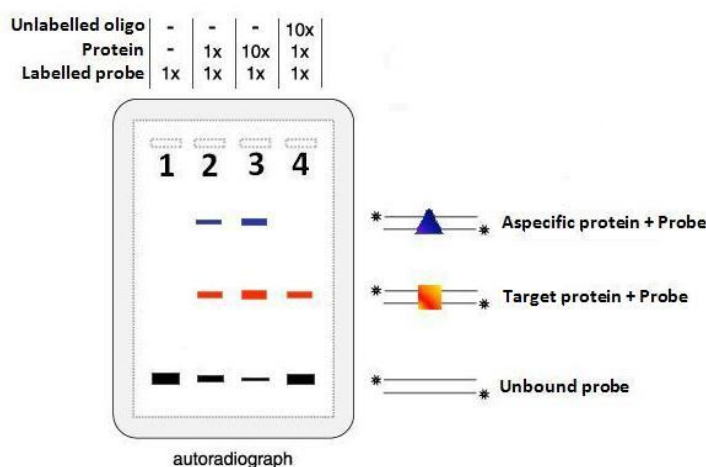 Unlabelled oligo - - - 10x
Protein - 1x 10x 1x
Labelled probe 1x 1x 1x 1x
1 2 3 4
Aspecific protein + Probe
Target protein + Probe
Unbound probe
autoradiograph